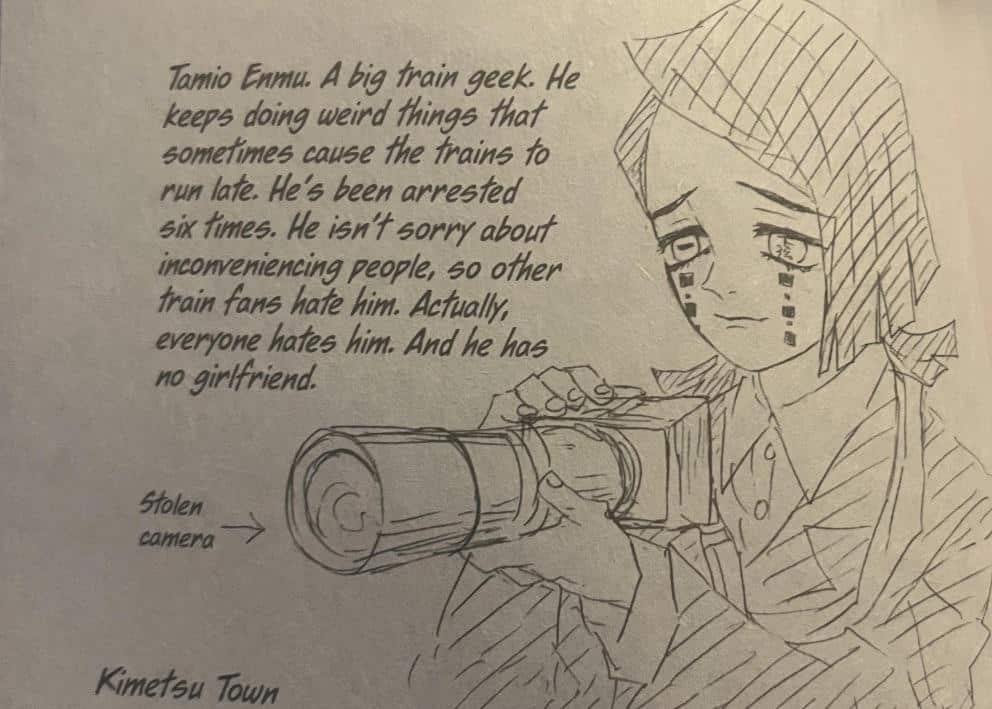 Tamio Enmu. A big train geek. He
keeps doing weird things that
sometimes cause the trains to
run late. He's been arrested
six times. He isn't sorry about
inconveniencing people, so other
train fans hate him. Actually,
everyone hates him. And he has
no girlfriend.
Stolen
camera
Kimetsu Town